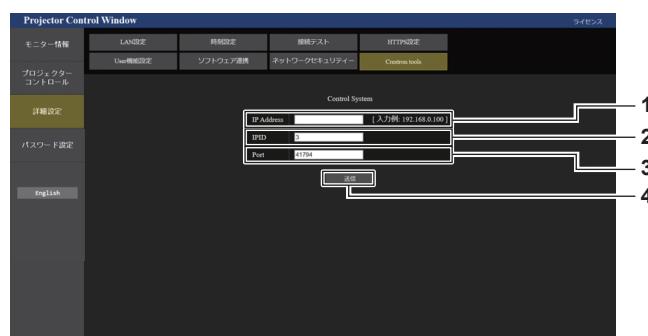 Projector Control Window
ライセンス
モニター情報
LAN設定
時刻設定
接続テスト
HTTPS設定
User機能設定
ソフトウェア連携
ネットワークセキュリティー
Crestron tools
プロジェクター
コントロール
詳細設定
パスワード設定
English
Control System
IP Address [ 入力例: 192.168.0.100 ]
IPID 3
Port 41794
送信
1
2
3
4